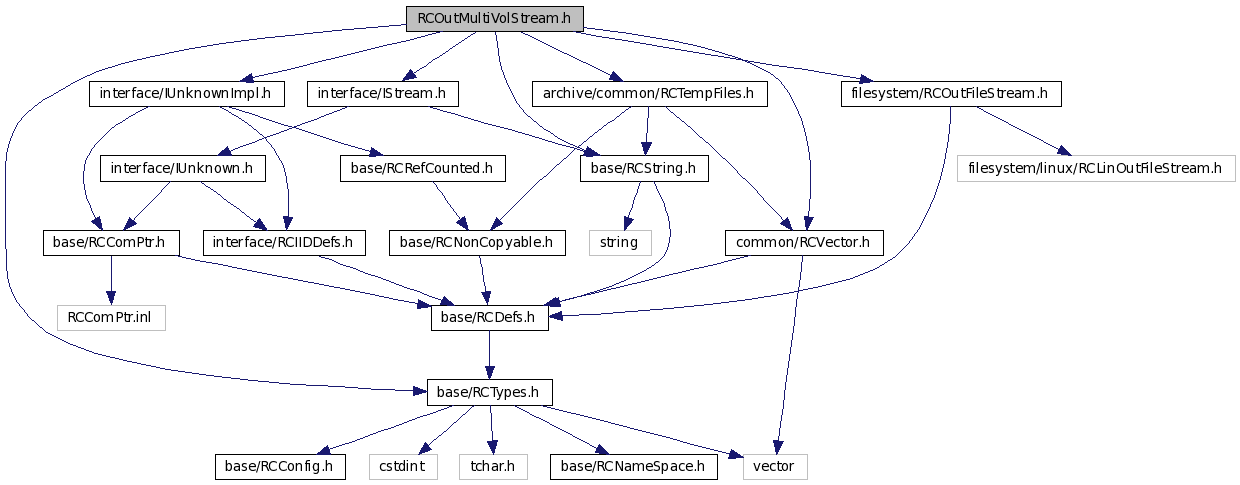 RCOutMultiVolStream.h
interface/IUnknownImpl.h
interface/IStream.h
archive/common/RCTempFiles.h
filesystem/RCOutFileStream.h
interface/IUnknown.h
base/RCRefCounted.h
base/RCString.h
filesystem/linux/RCLinOutFileStream.h
base/RCComPtr.h
interface/RCIIDDefs.h
base/RCNonCopyable.h
string
common/RCVector.h
RCComPtr.inl
base/RCDefs.h
base/RCTypes.h
base/RCConfig.h
cstdint
tchar.h
base/RCNameSpace.h
vector